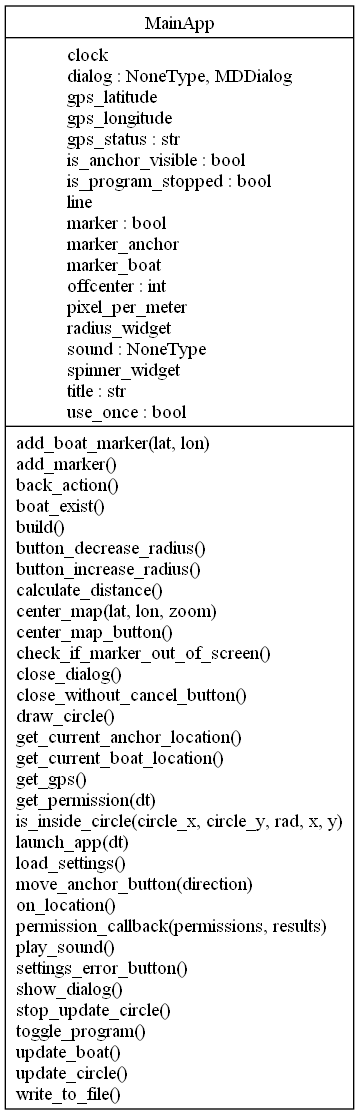 MainApp
clock
dialog : NoneType, MDDialog
gps_latitude
gps_longitude
gps_status : str
is_anchor_visible : bool
is_program_stopped : bool
line
marker : bool
marker_anchor
marker_boat
offcenter : int
pixel_per_meter
radius_widget
sound : NoneType
spinner_widget
title : str
use_once : bool
add_boat_marker(lat, lon)
add_marker()
back_action()
boat_exist()
build()
button_decrease_radius()
button_increase_radius()
calculate_distance()
center_map(lat, lon, zoom)
center_map_button()
check_if_marker_out_of_screen()
close_dialog()
close_without_cancel_button()
draw_circle()
get_current_anchor_location()
get_current_boat_location()
get_gps()
get_permission(dt)
is_inside_circle(circle_x, circle_y, rad, x, y)
launch_app(dt)
load_settings()
move_anchor_button(direction)
on_location()
permission_callback(permissions, results)
play_sound()
settings_error_button()
show_dialog()
stop_update_circle()
toggle_program()
update_boat()
update_circle()
write_to_file()